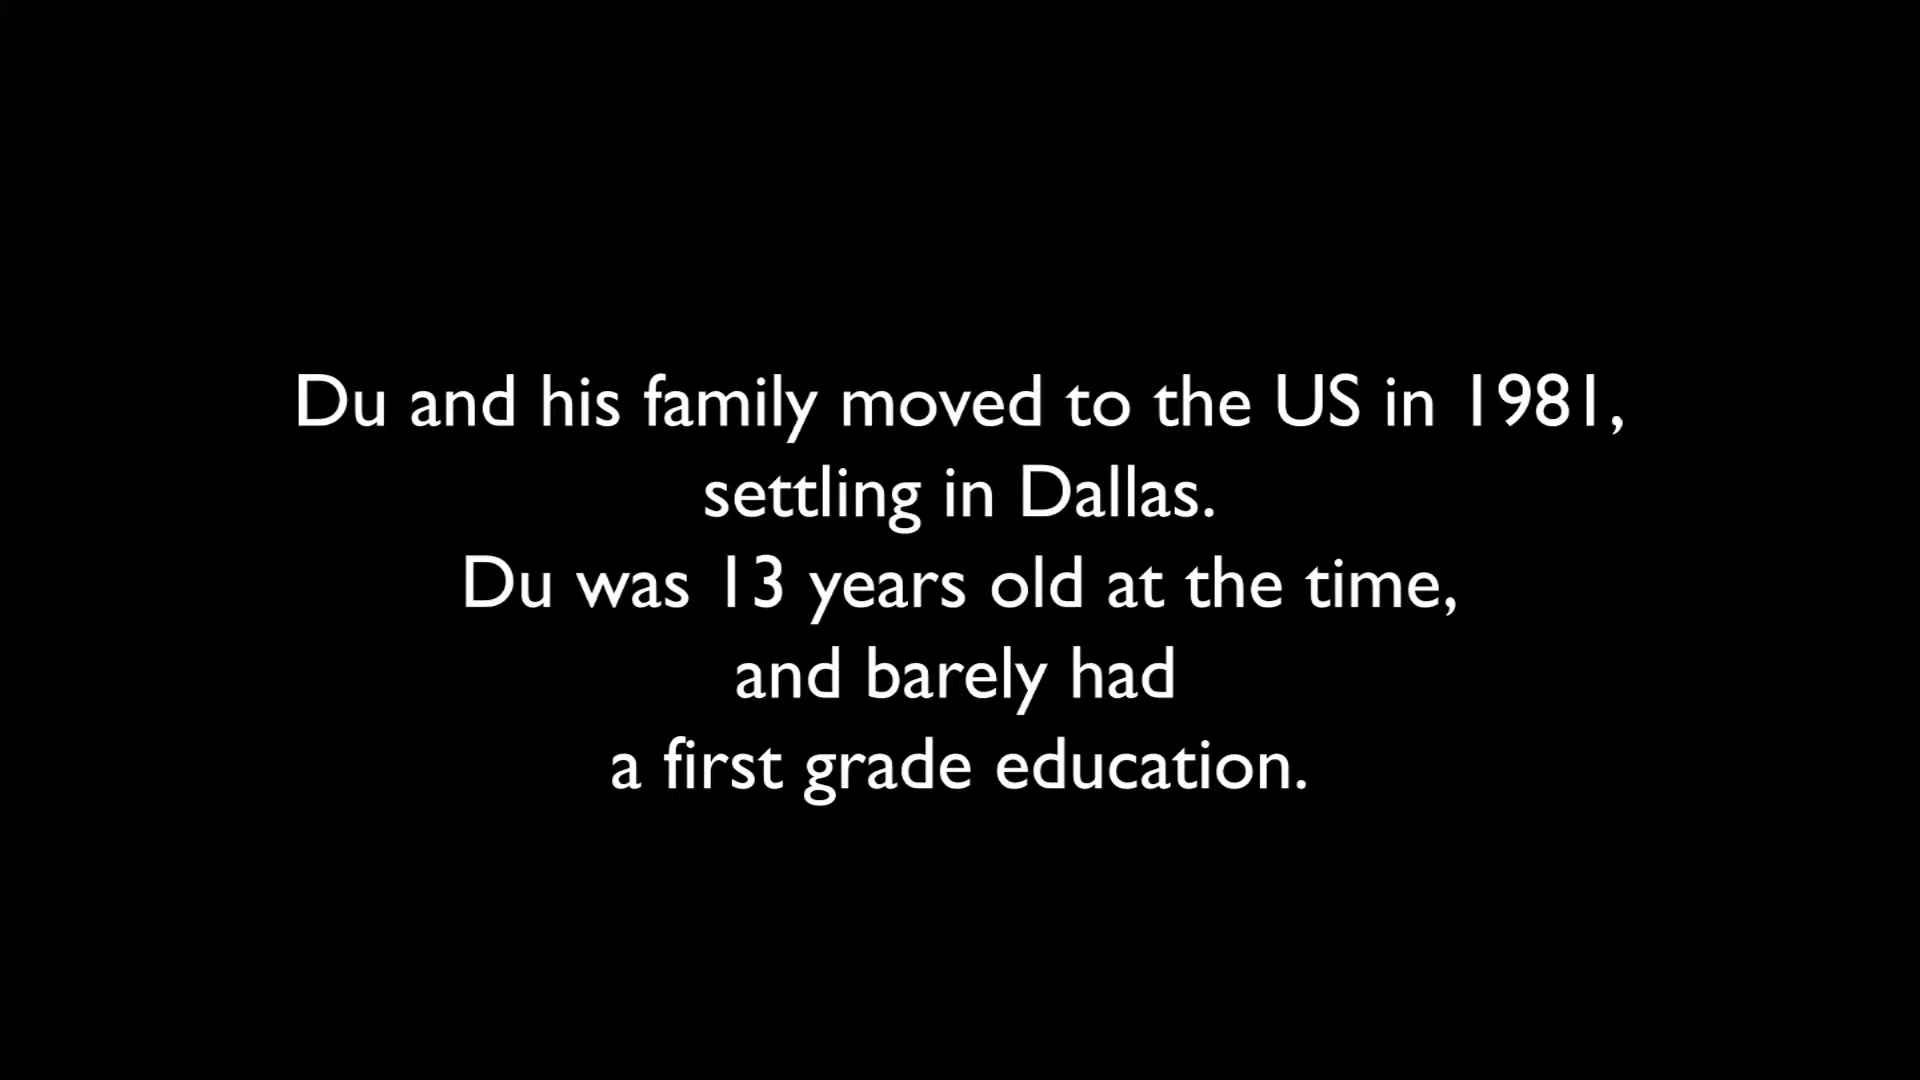 Du and his family moved to the US in 1981,
settling in Dallas.
Du was 13 years old at the time,
and barely had
a first grade education.